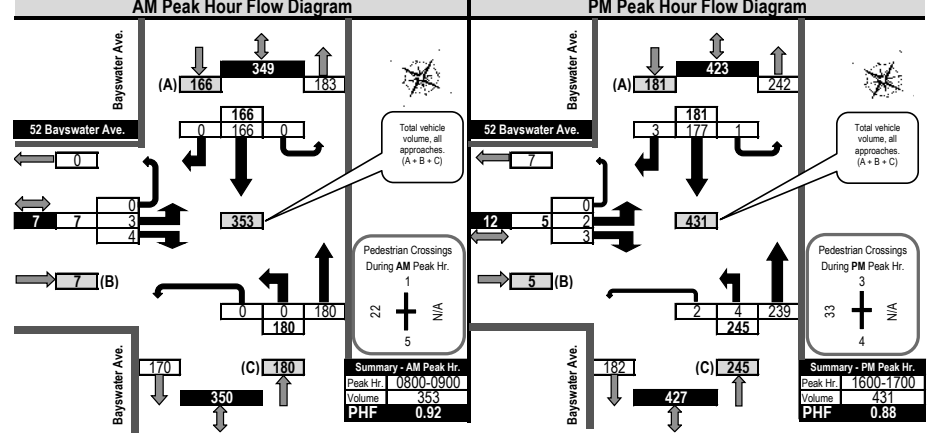 AM Peak Hour Flow Diagram
Bayswater Ave.
349
(A) 166 183
166
0 166 0
52 Bayswater Ave.
Total vehicle
volume, all
approaches.
(A + B + C)
0
0
7 7 3
4
353
7 (B)
Pedestrian Crossings
During AM Peak Hr.
1
22 N/A
5
0 0 180
180
Bayswater Ave.
170 (C) 180
350
Summary - AM Peak Hr.
Peak Hr. 0800-0900
Volume 353
PHF 0.92
PM Peak Hour Flow Diagram
Bayswater Ave.
423
(A) 181 242
181
3 177 1
52 Bayswater Ave.
Total vehicle
volume, all
approaches.
(A + B + C)
7
0
12 5 2
3
431
5 (B)
Pedestrian Crossings
During PM Peak Hr.
3
33 N/A
4
2 4 239
245
Bayswater Ave.
182 (C) 245
427
Summary - PM Peak Hr.
Peak Hr. 1600-1700
Volume 431
PHF 0.88